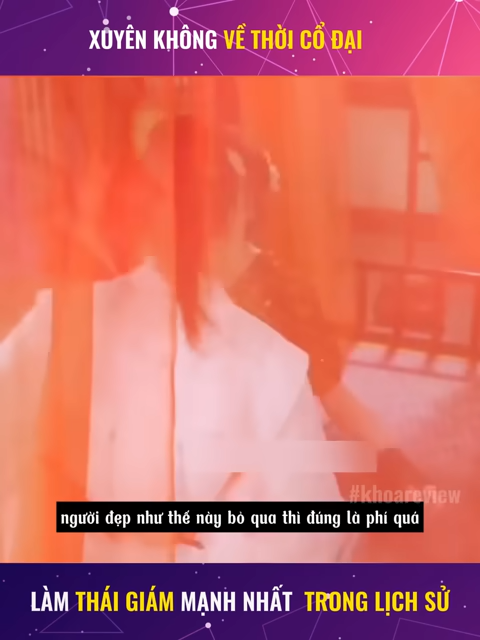 XUYÊN KHÔNG VỀ THỜI CỔ ĐẠI
#khoareview
người đẹp như thế này bỏ qua thì đúng là phí quá
LÀM THÁI GIÁM MẠNH NHẤT TRONG LỊCH SỬ